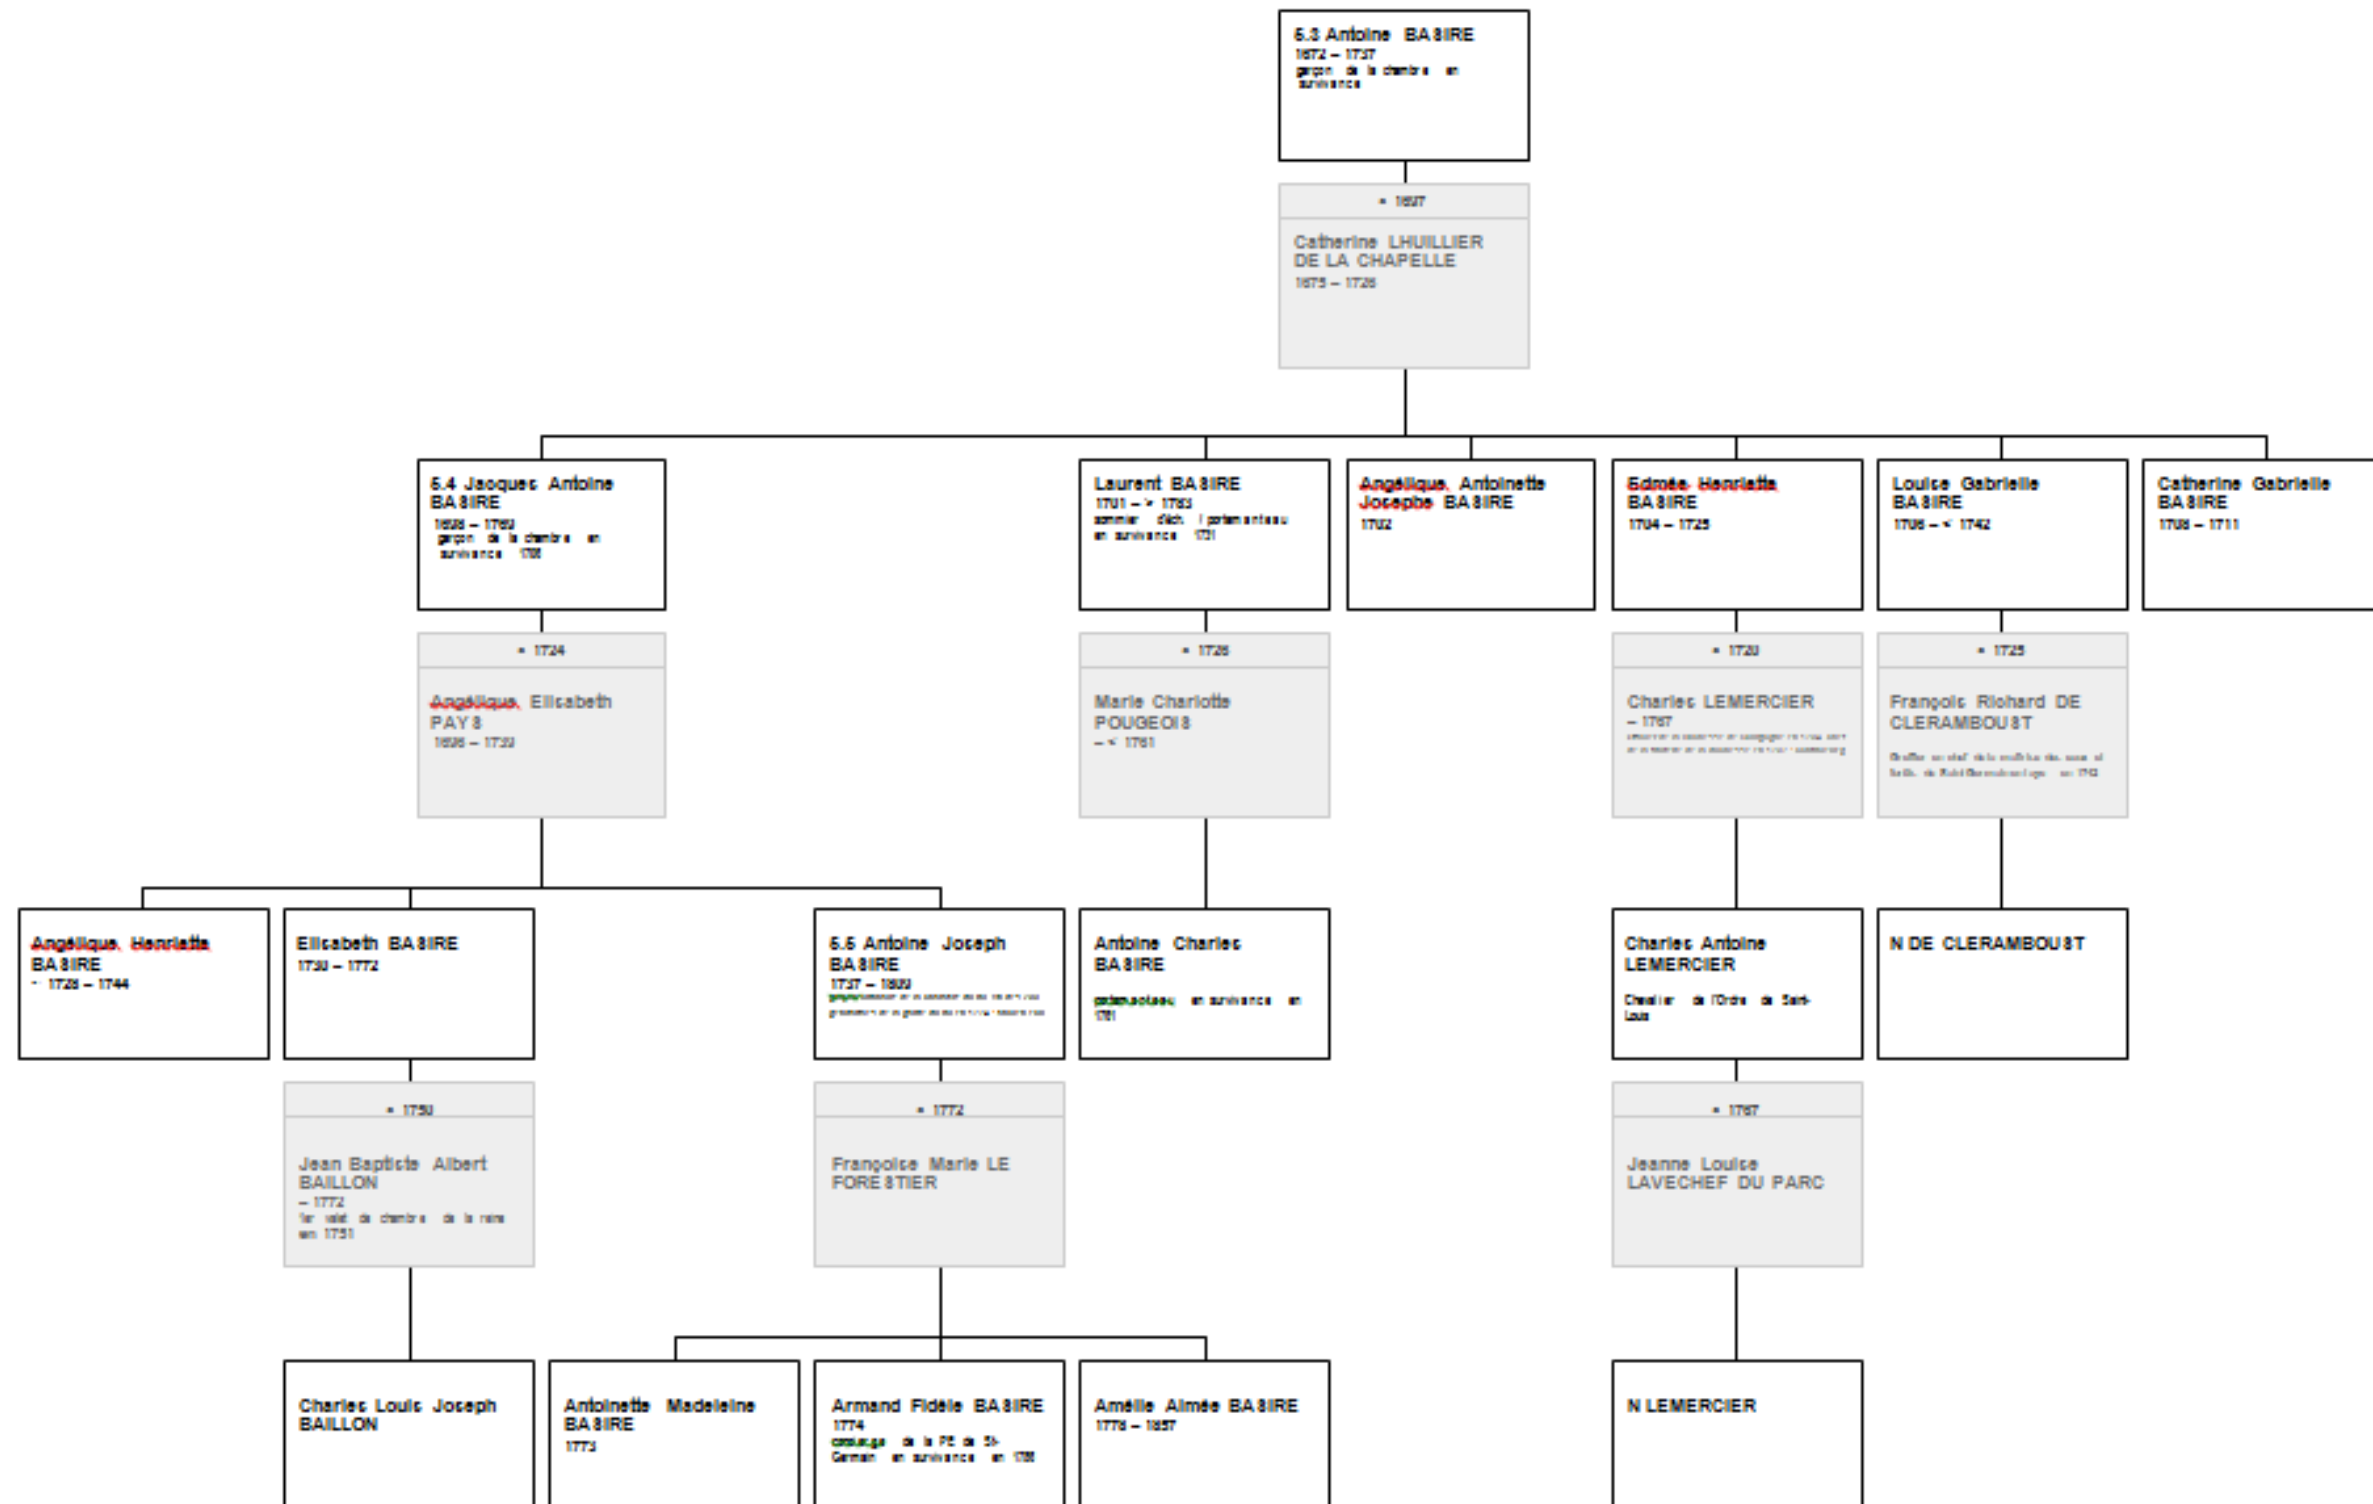 5.3 Antoine BASIRE
1672 – 1737
garçon de la chambre en
survivance
= 1697
Catherine LHUILLIER
DE LA CHAPELLE
1675 – 1726
5.4 Jacques Antoine
BASIRE
1698 – 1769
garçon de la chambre en
survivance
Laurent BASIRE
1701 – > 1763
sommier d'éch. / portemanteau
en survivance 1731
Angélique Antoinette
Josephe BASIRE
1702
Edmée Henriette
BASIRE
1704 – 1725
Louise Gabrielle
BASIRE
1706 – < 1742
Catherine Gabrielle
BASIRE
1708 – 1711
= 1724
Angélique Elisabeth
PAYS
1696 – 1739
= 1726
Marie Charlotte
POUGEOIS
– < 1761
= 1720
Charles LEMERCIER
– 1767
= 1725
François Richard DE
CLERAMBOUST
Angélique Henriette
BASIRE
~ 1728 – 1744
Elisabeth BASIRE
1730 – 1772
5.5 Antoine Joseph
BASIRE
1737 – 1809
Antoine Charles
BASIRE
portemanteau en survivance en
1761
Charles Antoine
LEMERCIER
Chevalier de l'Ordre de Saint-
Louis
N DE CLERAMBOUST
= 1750
Jean Baptiste Albert
BAILLON
– 1772
1er valet de chambre de la reine
en 1751
= 1772
Françoise Marie LE
FORESTIER
= 1767
Jeanne Louise
LAVECHEF DU PARC
Charles Louis Joseph
BAILLON
Antoinette Madeleine
BASIRE
1773
Armand Fidèle BASIRE
1774
concierge de la PE de St-
Germain en survivance en
Amélie Aimée BASIRE
1776 – 1857
N LEMERCIER